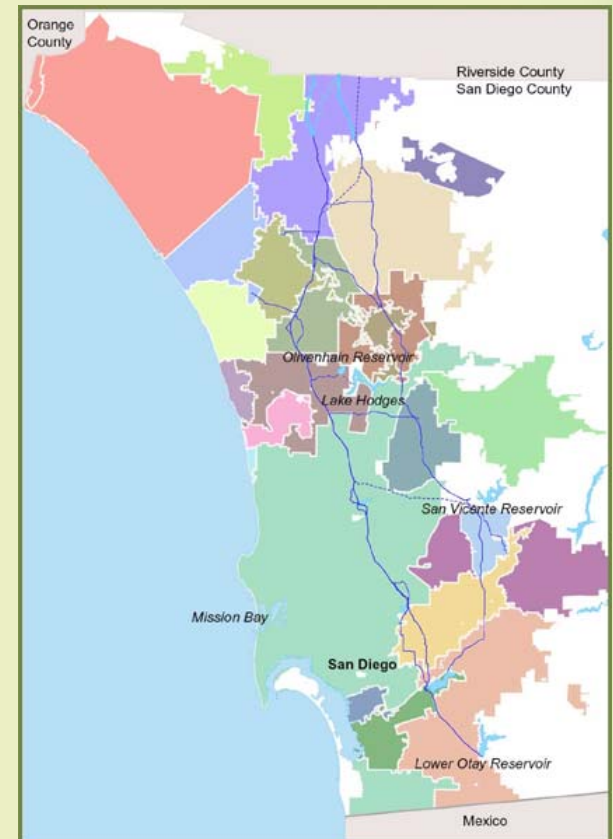 Orange
County
Riverside County
San Diego County
Olivenhain Reservoir
Lake Hodges
San Vicente Reservoir
Mission Bay
San Diego
Lower Otay Reservoir
Mexico